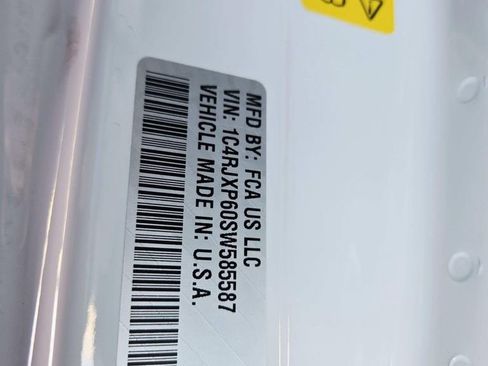 MFD BY: FCA US LLC
VIN: 1C4RJXP60SW585587
VEHICLE MADE IN: U.S.A.